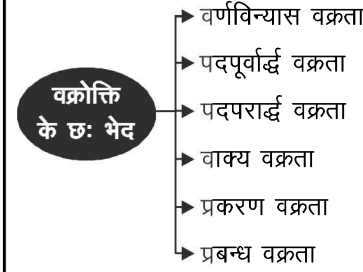 वक्रोक्ति
के छः भेद
वर्णविन्यास वक्रता
पदपूर्वार्द्ध वक्रता
पदपरार्द्ध वक्रता
वाक्य वक्रता
प्रकरण वक्रता
प्रबन्ध वक्रता